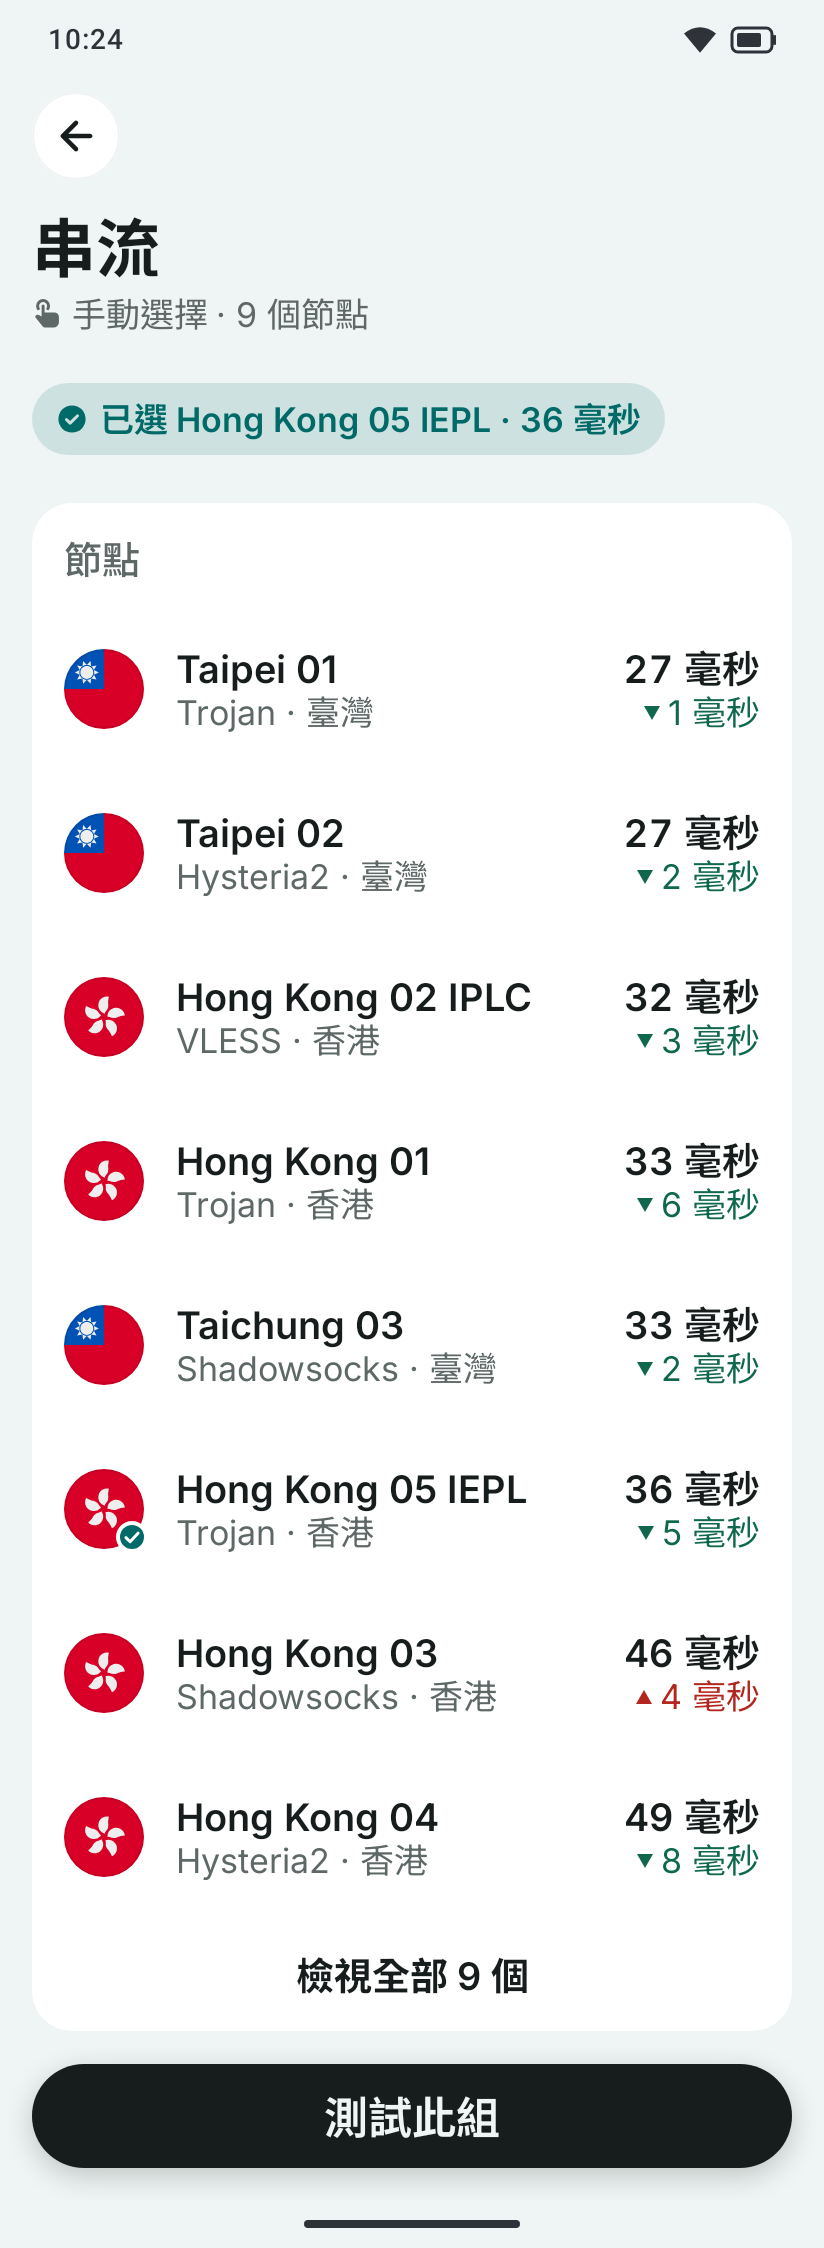 10:24
串流
手動選擇 · 9 個節點
已選 Hong Kong 05 IEPL · 36 毫秒
節點
Taipei 01
27 毫秒
Trojan · 臺灣
▼1 毫秒
Taipei 02
27 毫秒
Hysteria2 · 臺灣
▼2 毫秒
Hong Kong 02 IPLC
32 毫秒
VLESS · 香港
▼3 毫秒
Hong Kong 01
33 毫秒
Trojan · 香港
▼6 毫秒
Taichung 03
33 毫秒
Shadowsocks · 臺灣
▼2 毫秒
Hong Kong 05 IEPL
36 毫秒
Trojan · 香港
▼5 毫秒
Hong Kong 03
46 毫秒
Shadowsocks · 香港
▲4 毫秒
Hong Kong 04
49 毫秒
Hysteria2 · 香港
▼8 毫秒
檢視全部 9 個
測試此組